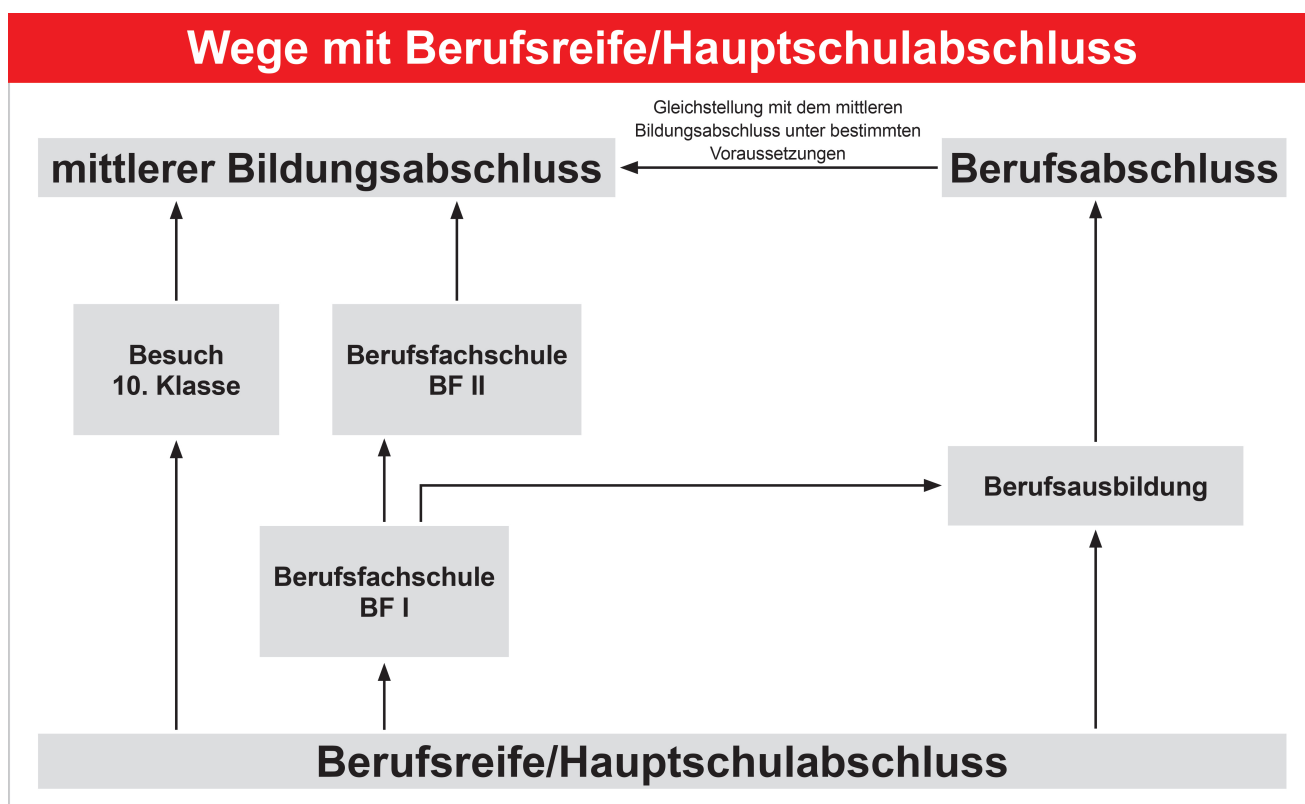 Wege mit Berufsreife/Hauptschulabschluss
Gleichstellung mit dem mittleren
Bildungsabschluss unter bestimmten
Voraussetzungen
mittlerer Bildungsabschluss
Berufsabschluss
Besuch
10. Klasse
Berufsfachschule
BF II
Berufsausbildung
Berufsfachschule
BF I
Berufsreife/Hauptschulabschluss